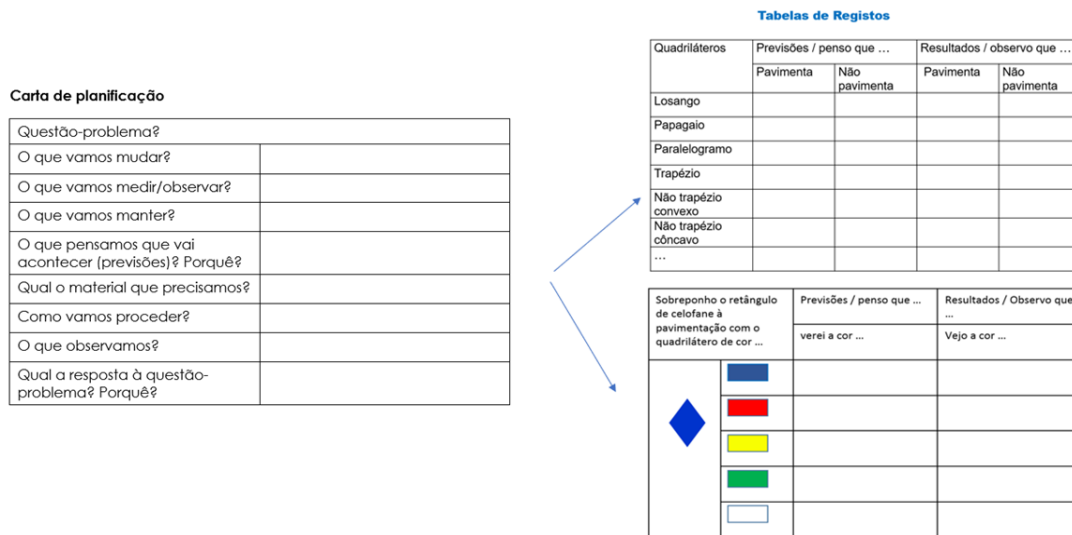 Carta de planificação
Questão-problema?
O que vamos mudar?
O que vamos medir/observar?
O que vamos manter?
O que pensamos que vai
acontecer (previsões)? Porquê?
Qual o material que precisamos?
Como vamos proceder?
O que observamos?
Qual a resposta à questão-
problema? Porquê?
Tabelas de Registos
Quadriláteros
Previsões / penso que ...
Resultados / observo que ...
Pavimenta
Não
pavimenta
Pavimenta
Não
pavimenta
Losango
Papagaio
Paralelogramo
Trapézio
Não trapézio
convexo
Não trapézio
côncavo
...
Sobreponho o retângulo
de celofane à
pavimentação com o
quadrilátero de cor ...
Previsões / penso que ...
Resultados / Observo que
...
verei a cor ...
Vejo a cor ...